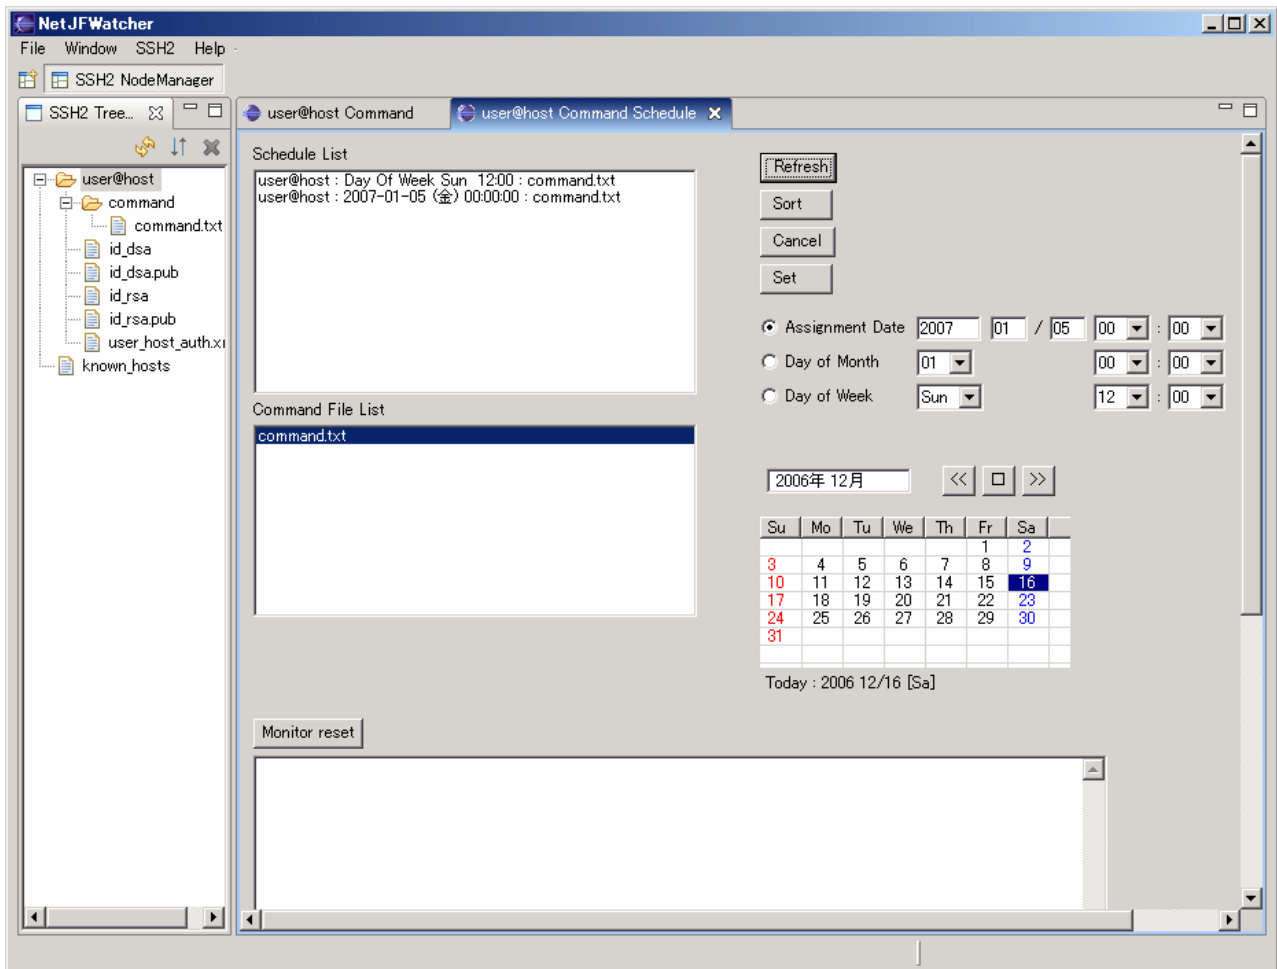 NetJFWatcher
File Window SSH2 Help
SSH2 NodeManager
SSH2 Tree...
user@host Command
user@host Command Schedule
user@host
command
command.txt
id_dsa
id_dsa.pub
id_rsa
id_rsa.pub
user_host_auth.x
known_hosts
Schedule List
user@host : Day Of Week Sun 12:00 : command.txt
user@host : 2007-01-05 (金) 00:00:00 : command.txt
Refresh
Sort
Cancel
Set
Assignment Date 2007 01 / 05 00 : 00
Day of Month 01 00 : 00
Day of Week Sun 12 : 00
Command File List
command.txt
2006年 12月 << □ >>
Su Mo Tu We Th Fr Sa
1 2
3 4 5 6 7 8 9
10 11 12 13 14 15 16
17 18 19 20 21 22 23
24 25 26 27 28 29 30
31
Today : 2006 12/16 [Sa]
Monitor reset